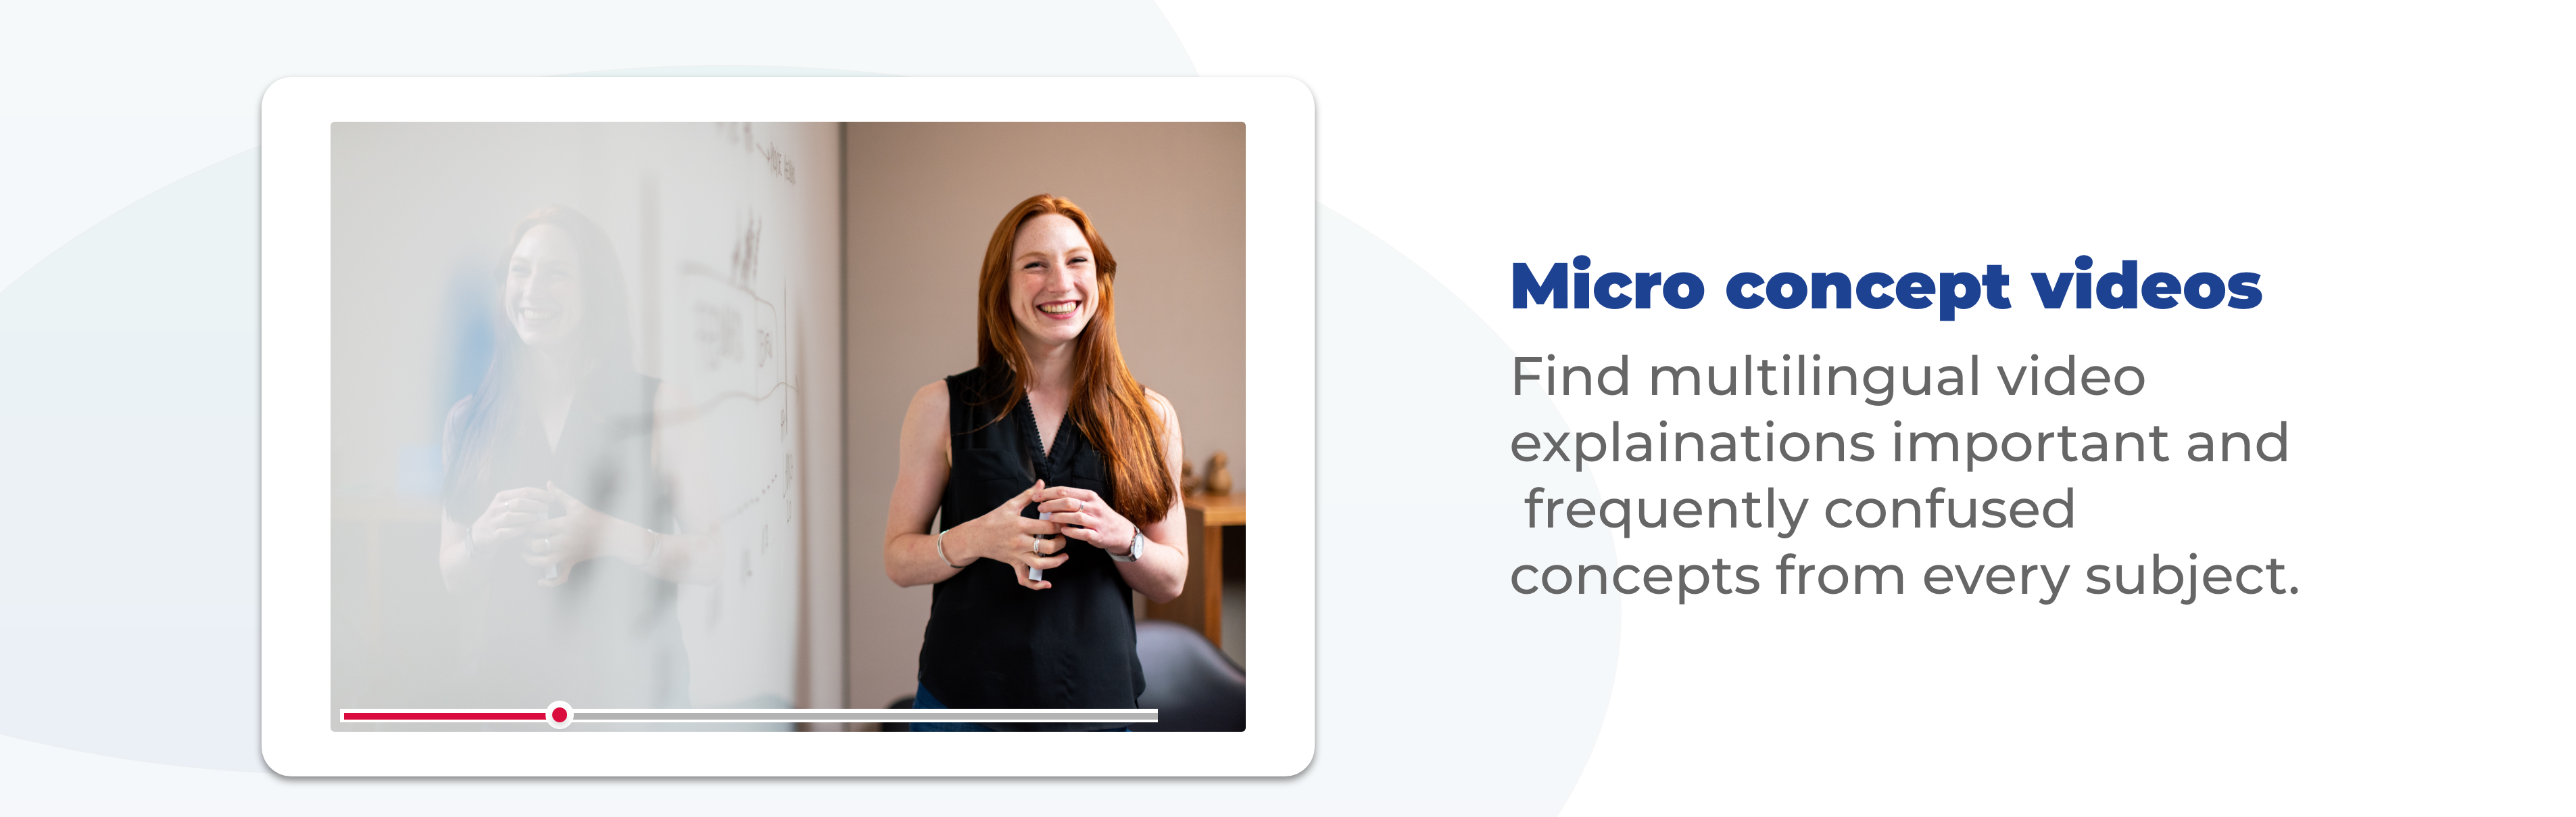 Micro concept videos
Find multilingual video
explainations important and
frequently confused
concepts from every subject.